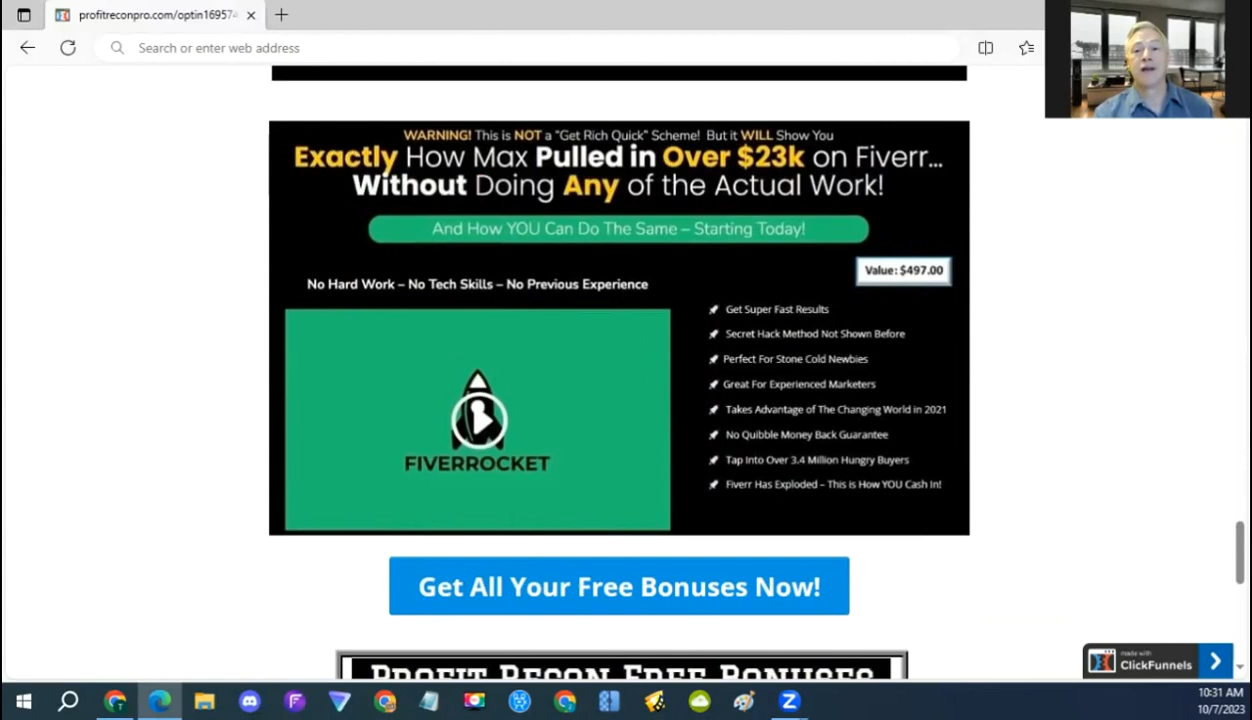 profitreconpro.com/optin16957
Search or enter web address
WARNING! This is NOT a "Get Rich Quick" Scheme! But it WILL Show You
Exactly How Max Pulled in Over $23k on Fiverr...
Without Doing Any of the Actual Work!
And How YOU Can Do The Same – Starting Today!
Value: $497.00
No Hard Work – No Tech Skills – No Previous Experience
Get Super Fast Results
Secret Hack Method Not Shown Before
Perfect For Stone Cold Newbies
Great For Experienced Marketers
Takes Advantage of The Changing World in 2021
No Quibble Money Back Guarantee
Tap Into Over 3.4 Million Hungry Buyers
Fiverr Has Exploded – This is How YOU Cash In!
FIVERROCKET
Get All Your Free Bonuses Now!
PROFIT RECON FREE BONUSES
made with
ClickFunnels
10:31 AM
10/7/2023